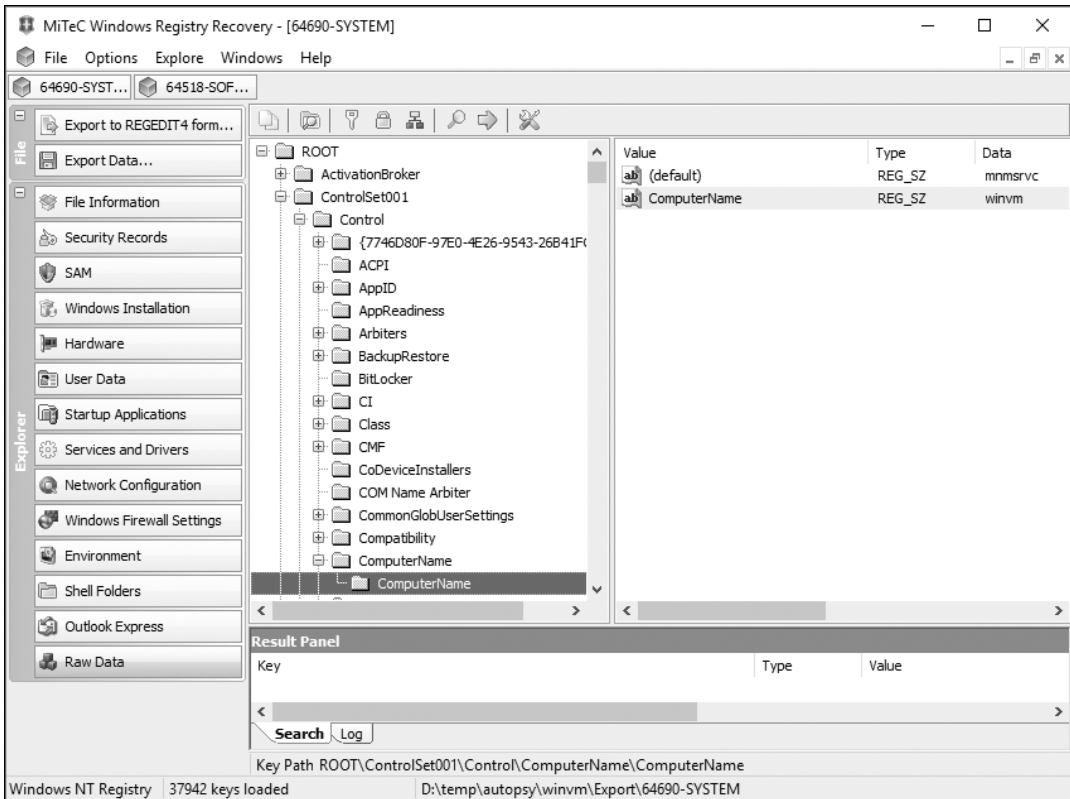 MiTeC Windows Registry Recovery - [64690-SYSTEM]
File Options Explore Windows Help
64690-SYST... 64518-SOF...
File
Export to REGEDIT4 form...
Export Data...
Explorer
File Information
Security Records
SAM
Windows Installation
Hardware
User Data
Startup Applications
Services and Drivers
Network Configuration
Windows Firewall Settings
Environment
Shell Folders
Outlook Express
Raw Data
ROOT
ActivationBroker
ControlSet001
Control
{7746D80F-97E0-4E26-9543-26B41F
ACPI
AppID
AppReadiness
Arbiters
BackupRestore
BitLocker
CI
Class
CMF
CoDeviceInstallers
COM Name Arbiter
CommonGlobUserSettings
Compatibility
ComputerName
ComputerName
Value Type Data
ab (default) REG_SZ mnmsrvc
ab ComputerName REG_SZ winvm
Result Panel
Key Type Value
Search Log
Key Path ROOT\ControlSet001\Control\ComputerName\ComputerName
Windows NT Registry 37942 keys loaded D:\temp\autopsy\winvm\Export\64690-SYSTEM